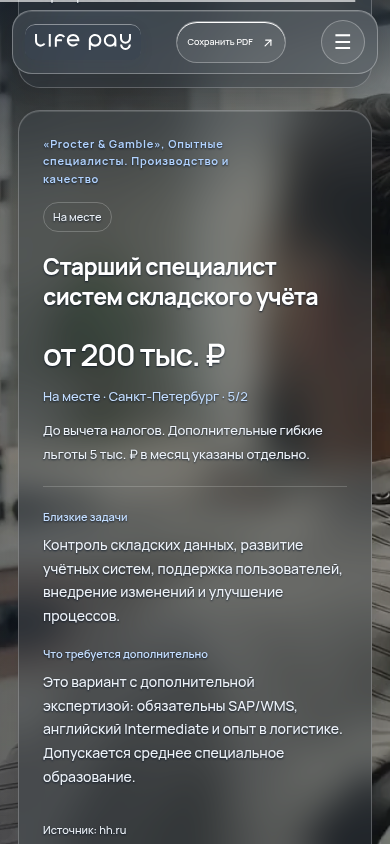 LIFE PAY
Сохранить PDF
«Procter & Gamble», Опытные
специалисты. Производство и
качество
На месте
Старший специалист
систем складского учёта
от 200 тыс. ₽
На месте · Санкт-Петербург · 5/2
До вычета налогов. Дополнительные гибкие
льготы 5 тыс. ₽ в месяц указаны отдельно.
Близкие задачи
Контроль складских данных, развитие
учётных систем, поддержка пользователей,
внедрение изменений и улучшение
процессов.
Что требуется дополнительно
Это вариант с дополнительной
экспертизой: обязательны SAP/WMS,
английский Intermediate и опыт в логистике.
Допускается среднее специальное
образование.
Источник: hh.ru